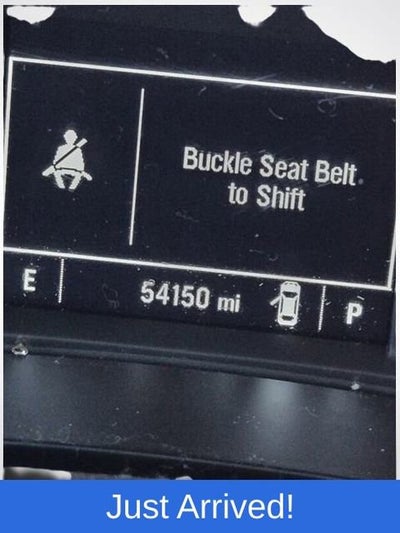 Buckle Seat Belt
to Shift
E 54150 mi P
Just Arrived!